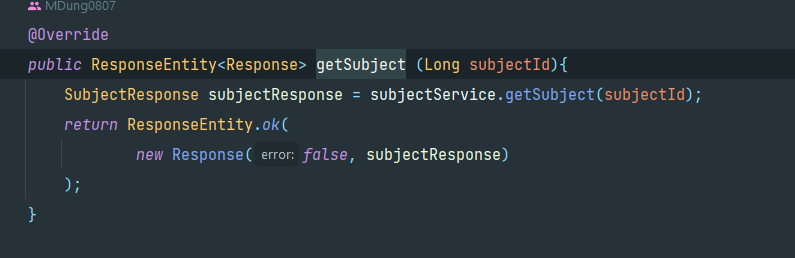 MDung0807
@Override
public ResponseEntity<Response> getSubject (Long subjectId){
SubjectResponse subjectResponse = subjectService.getSubject(subjectId);
return ResponseEntity.ok(
new Response( error: false, subjectResponse)
);
}